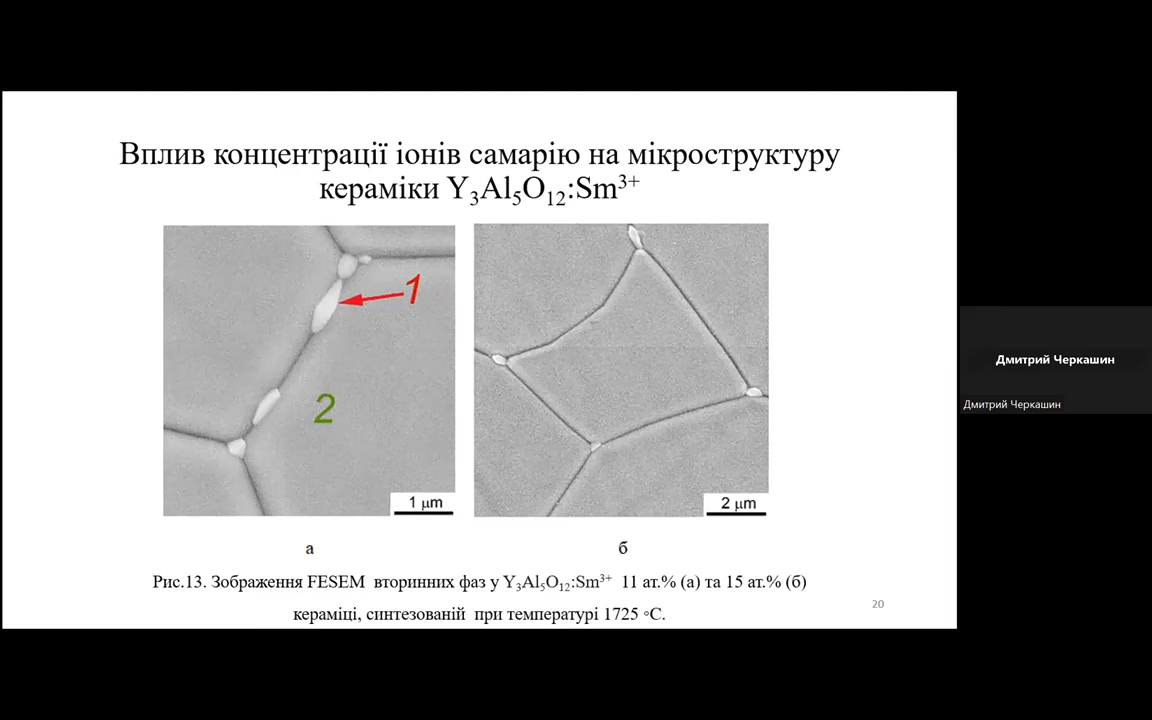 Вплив концентрації іонів самарію на мікроструктуру
кераміки Y₃Al₅O₁₂:Sm³⁺
1
2
1 μm
2 μm
а
б
Рис.13. Зображення FESEM вторинних фаз у Y₃Al₅O₁₂:Sm³⁺ 11 ат.% (а) та 15 ат.% (б)
кераміці, синтезованій при температурі 1725 ◦С.
20
Дмитрий Черкашин
Дмитрий Черкашин